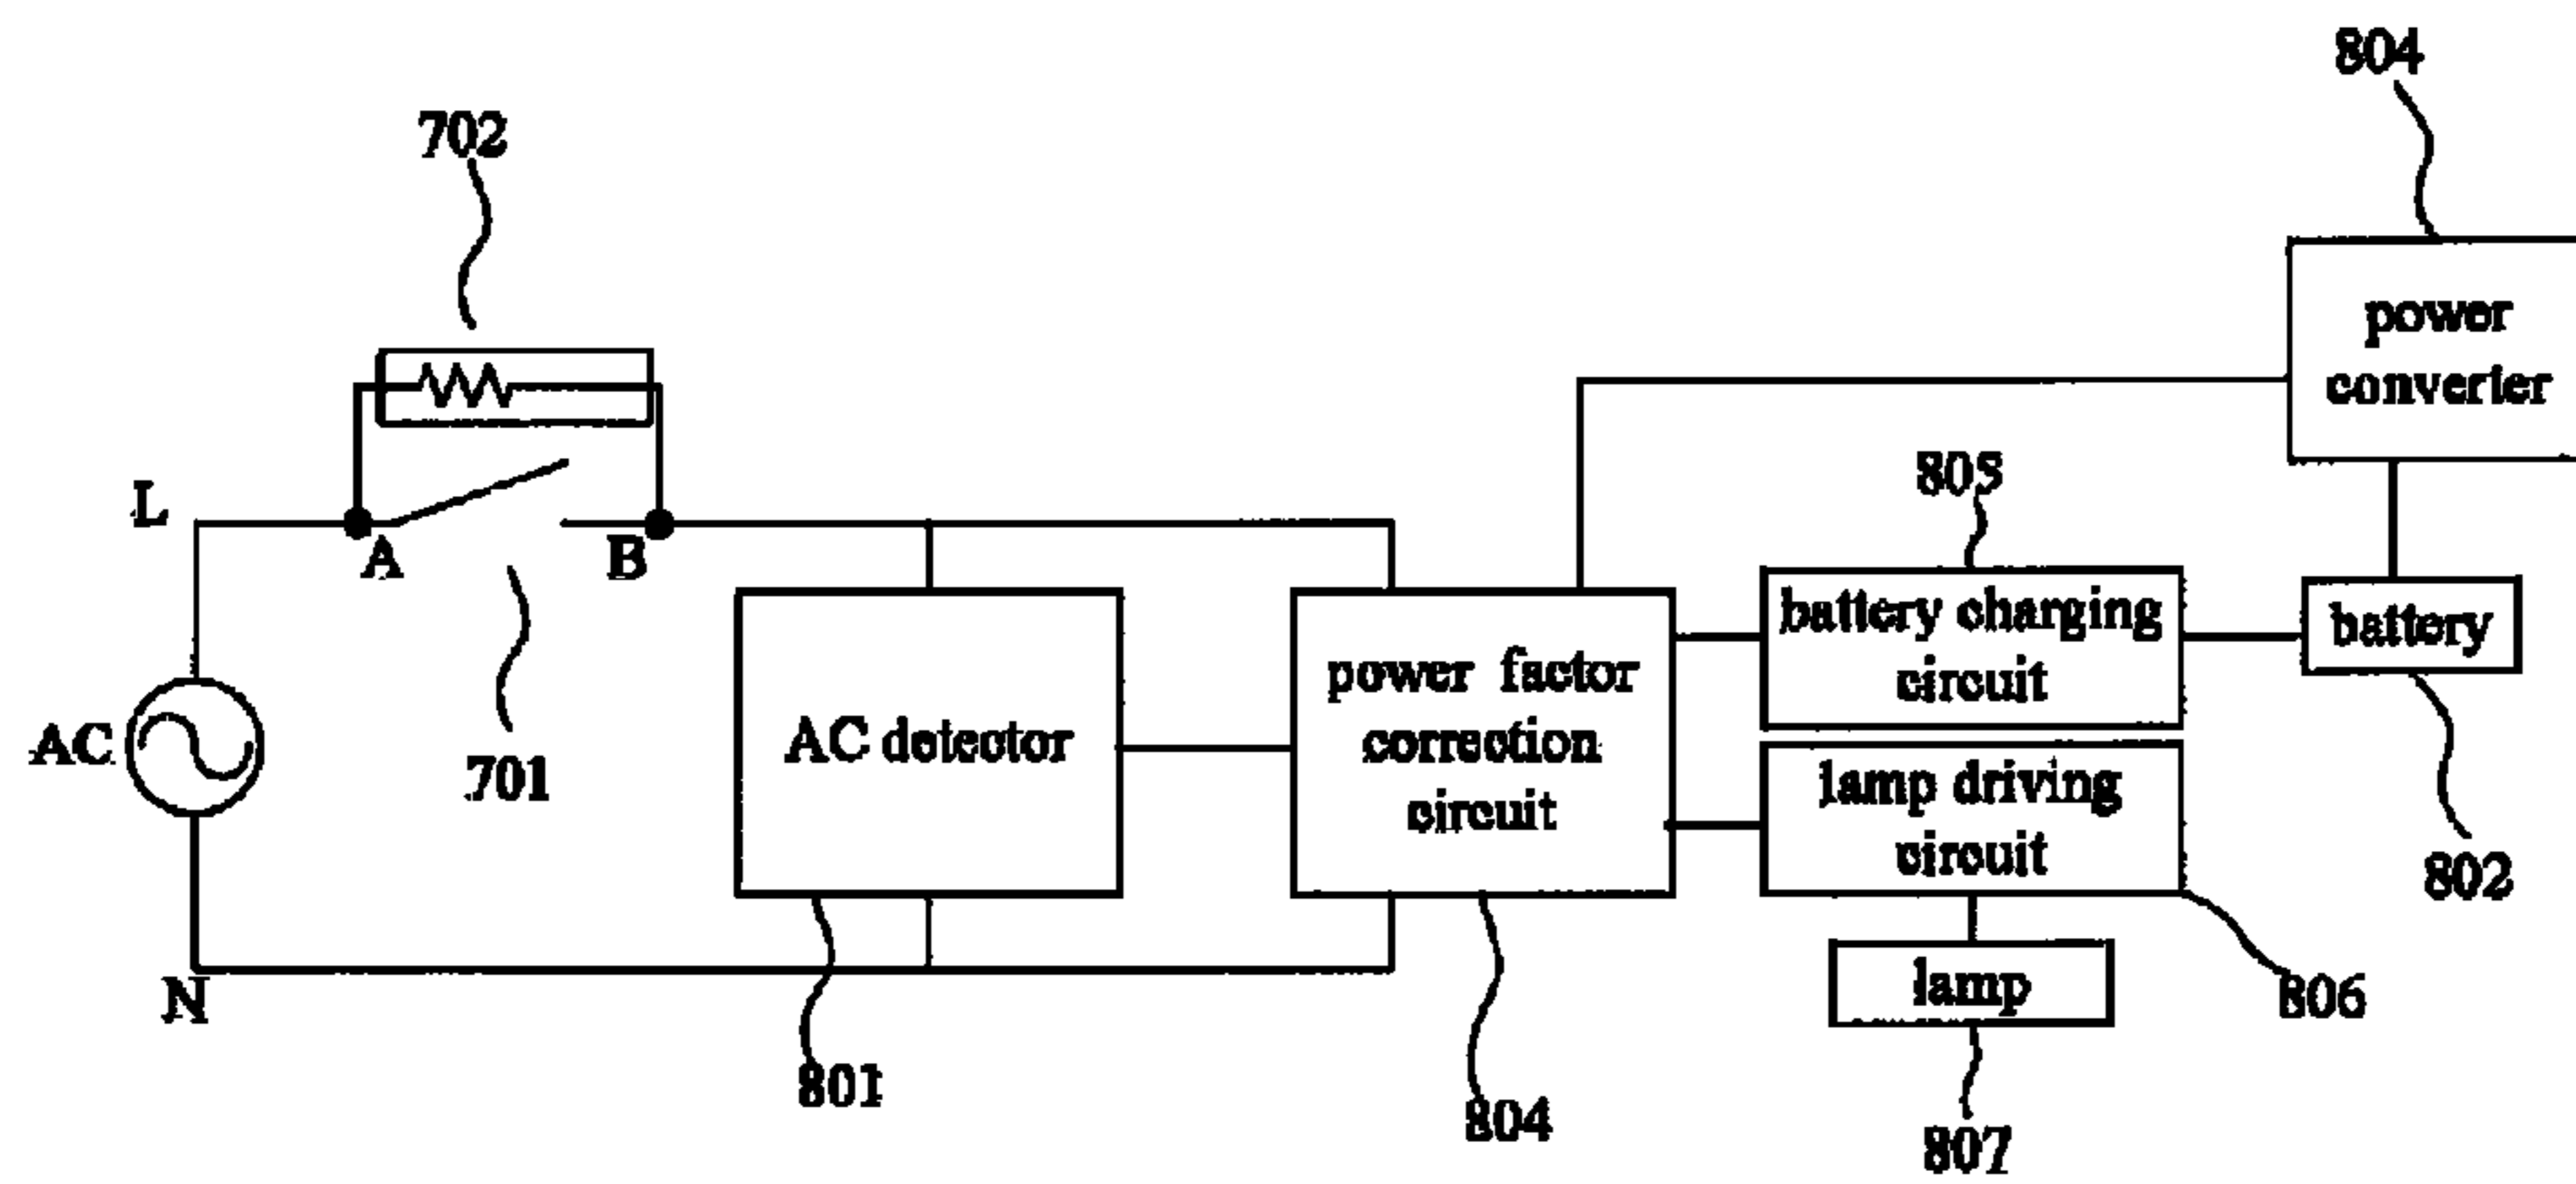 804
702
power
converter
L
A
B
805
battery charging
circuit
battery
AC
701
AC detector
power factor
correction
circuit
lamp driving
circuit
802
N
lamp
806
801
804
807